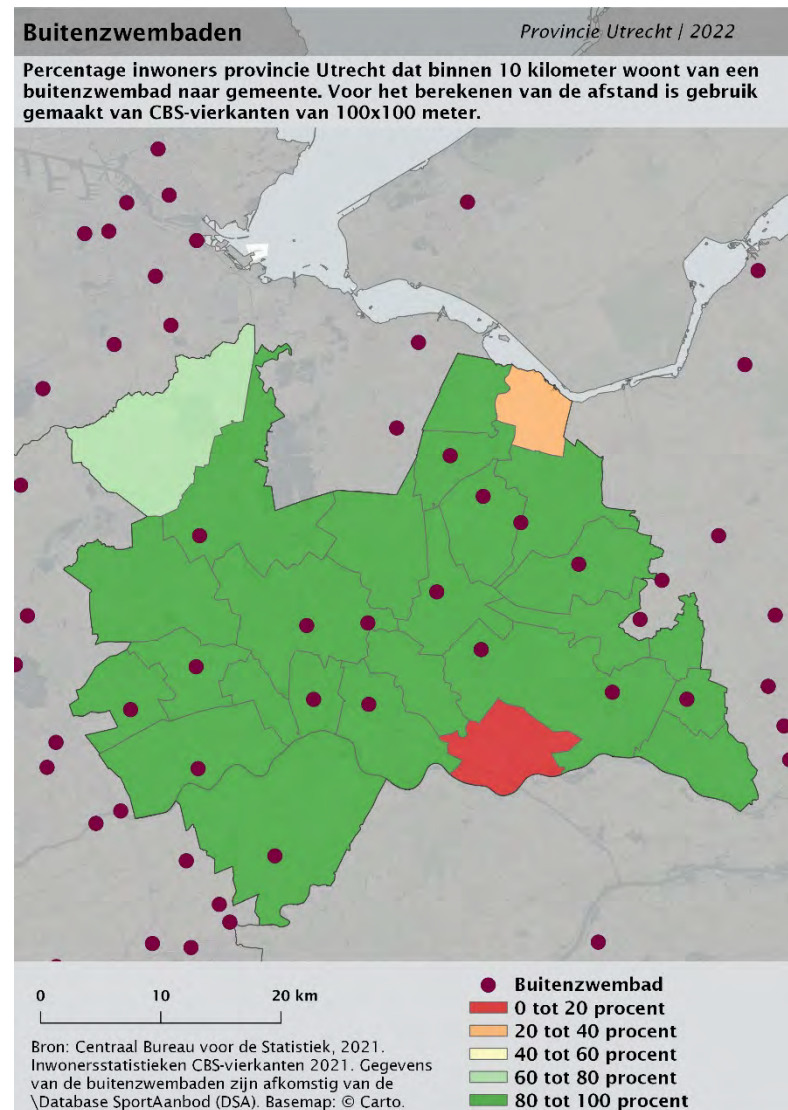 Buitenzwembaden
Provincie Utrecht | 2022
Percentage inwoners provincie Utrecht dat binnen 10 kilometer woont van een
buitenzwembad naar gemeente. Voor het berekenen van de afstand is gebruik
gemaakt van CBS-vierkanten van 100x100 meter.
0 10 20 km
Bron: Centraal Bureau voor de Statistiek, 2021.
Inwonersstatistieken CBS-vierkanten 2021. Gegevens
van de buitenzwembaden zijn afkomstig van de
\Database SportAanbod (DSA). Basemap: © Carto.
Buitenzwembad
0 tot 20 procent
20 tot 40 procent
40 tot 60 procent
60 tot 80 procent
80 tot 100 procent